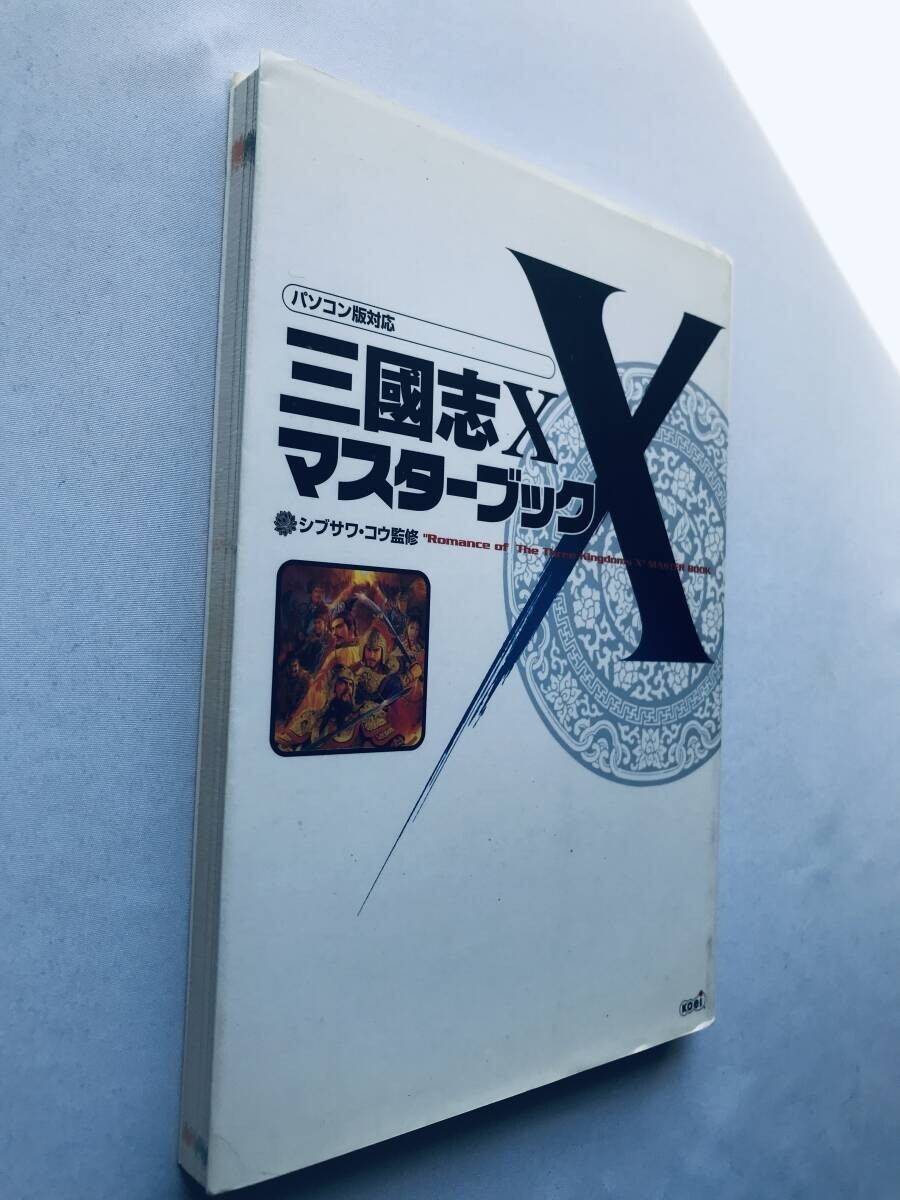 パソコン版対応
三國志X
マスターブック
シブサワ・コウ監修
"Romance of The Three Kingdoms X" MASTER BOOK
X
KOEI